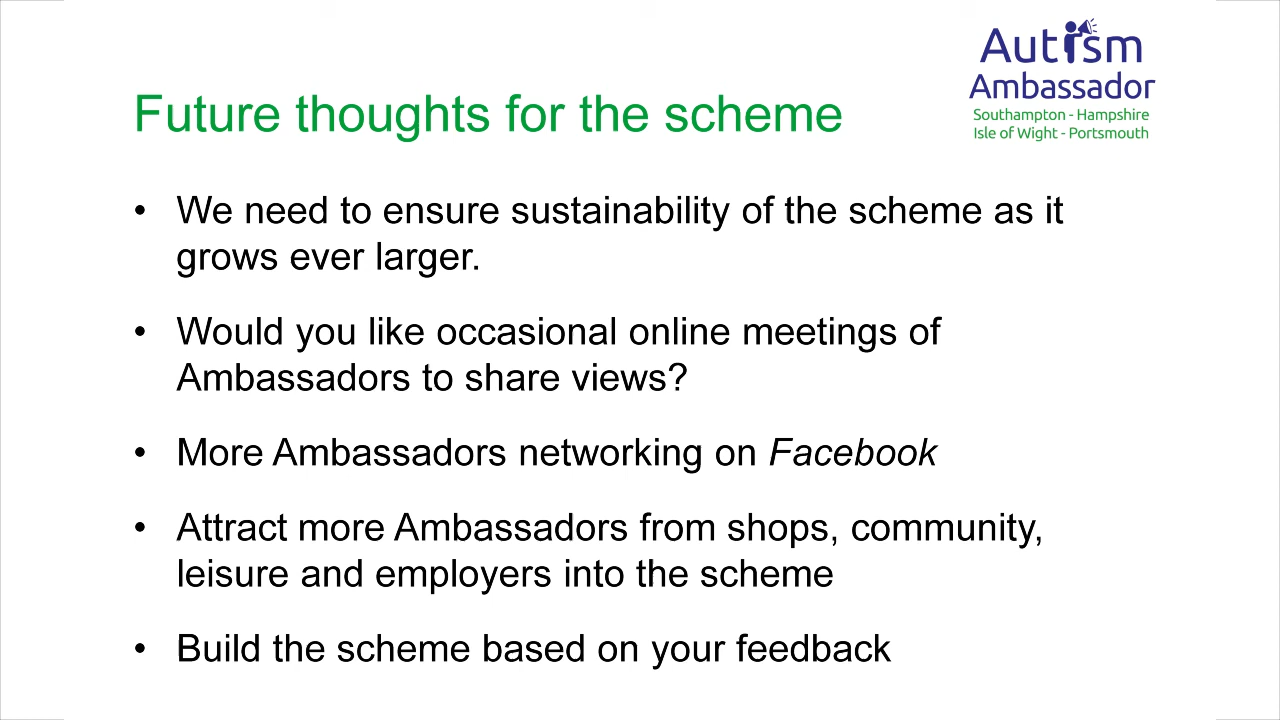 Autism
Ambassador
Southampton - Hampshire
Isle of Wight - Portsmouth
Future thoughts for the scheme
• We need to ensure sustainability of the scheme as it
grows ever larger.
• Would you like occasional online meetings of
Ambassadors to share views?
• More Ambassadors networking on Facebook
• Attract more Ambassadors from shops, community,
leisure and employers into the scheme
• Build the scheme based on your feedback